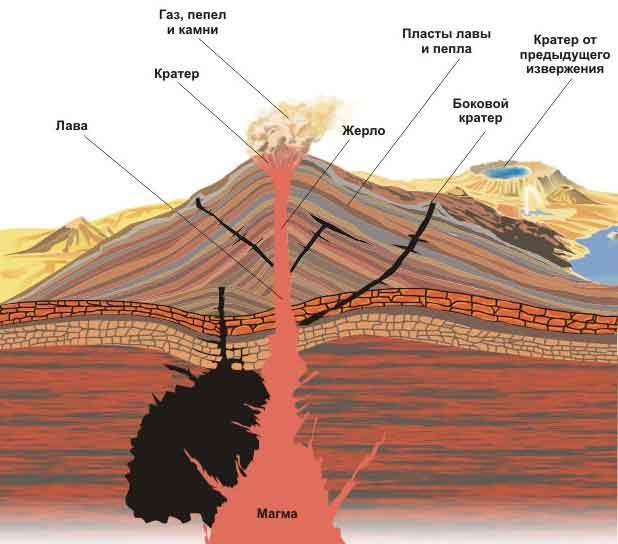 Газ, пепел
и камни
Кратер
Лава
Жерло
Пласты лавы
и пепла
Боковой
кратер
Кратер от
предыдущего
извержения
Магма